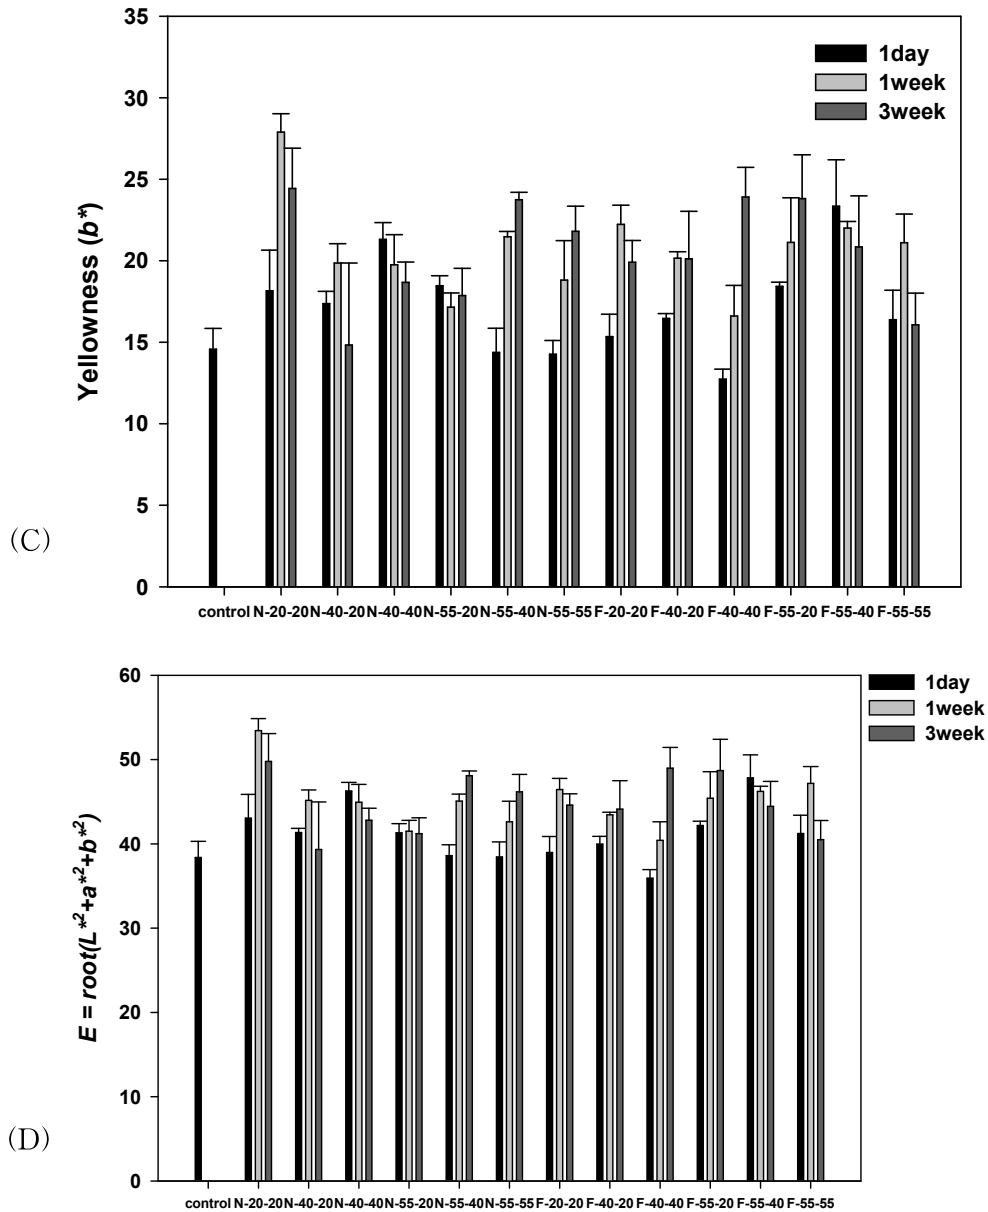 35
30
25
20
15
10
5
0
Yellowness (b*)
1day
1week
3week
(C)
control N-20-20 N-40-20 N-40-40 N-55-20 N-55-40 N-55-55 F-20-20 F-40-20 F-40-40 F-55-20 F-55-40 F-55-55
60
50
40
30
20
10
0
E = root(L*²+a*²+b*²)
1day
1week
3week
(D)
control N-20-20 N-40-20 N-40-40 N-55-20 N-55-40 N-55-55 F-20-20 F-40-20 F-40-40 F-55-20 F-55-40 F-55-55